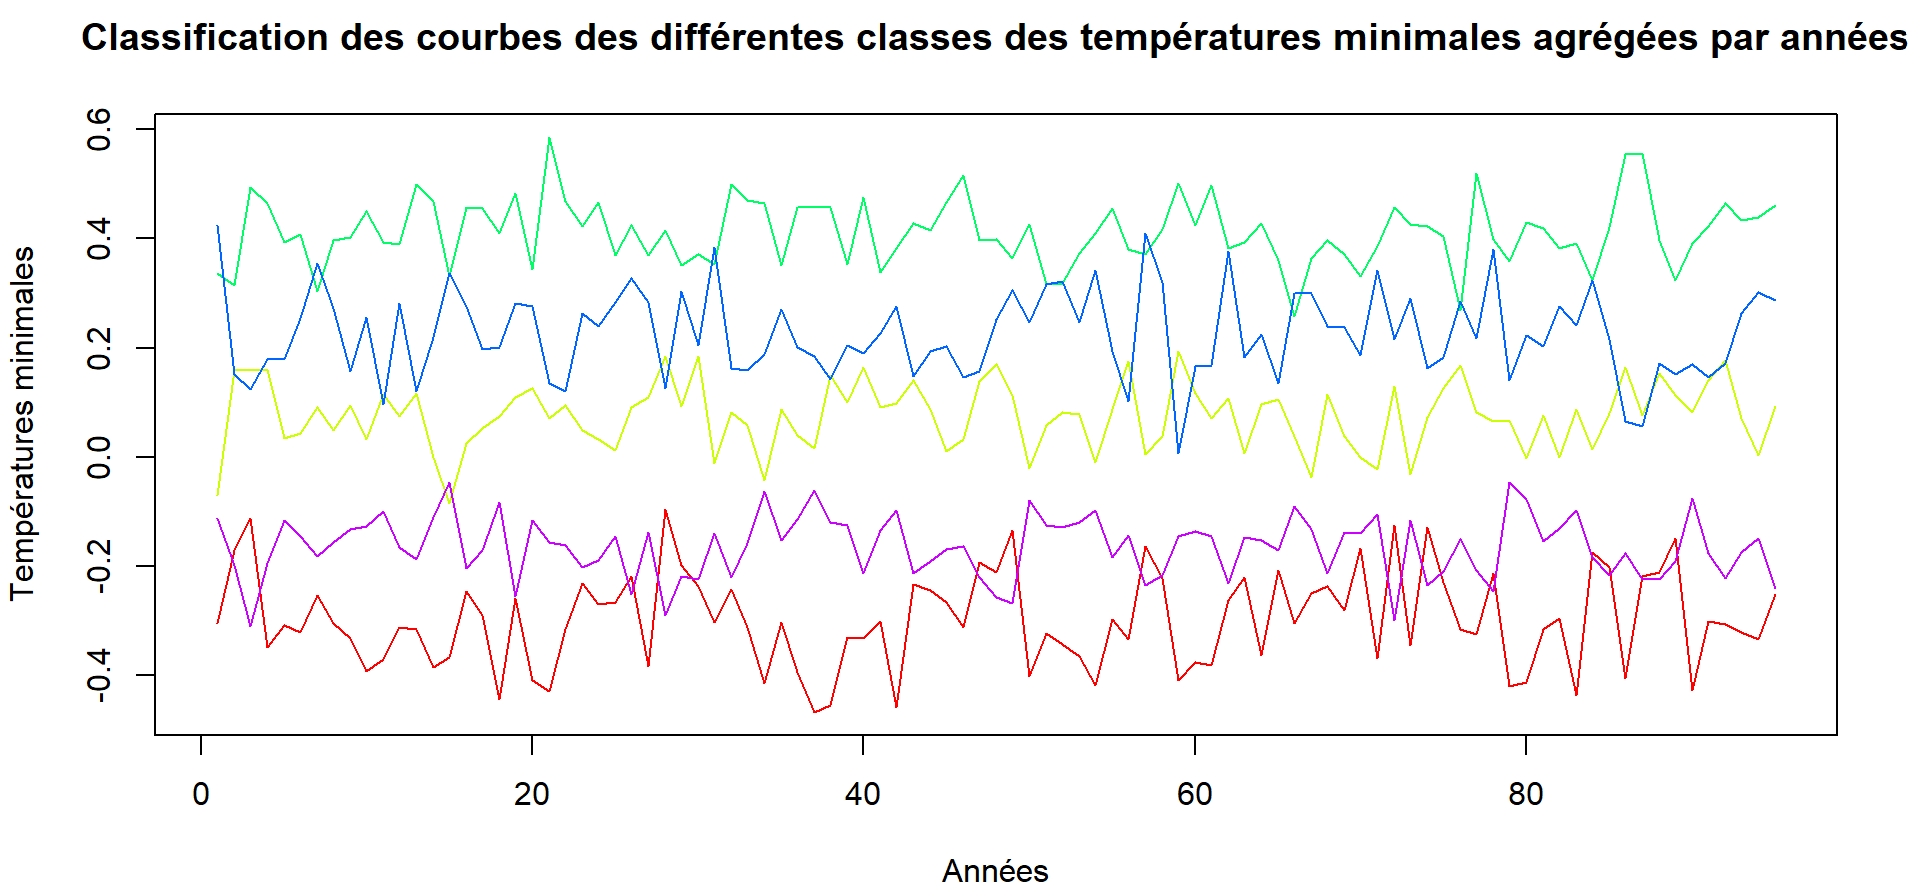 Classification des courbes des différentes classes des températures minimales agrégées par années
Températures minimales
0.6
0.4
0.2
0.0
-0.2
-0.4
0 20 40 60 80
Années